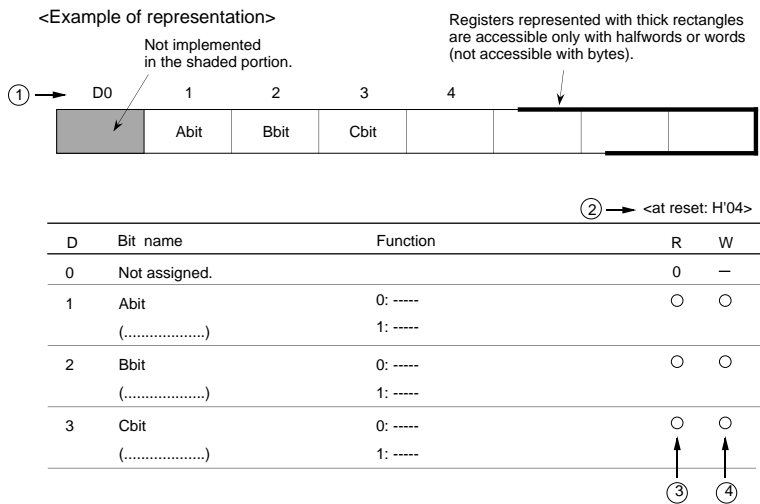 <Example of representation>
Not implemented
in the shaded portion.
Registers represented with thick rectangles
are accessible only with halfwords or words
(not accessible with bytes).
1 D0 1 2 3 4
Abit Bbit Cbit
2 <at reset: H'04>
D Bit name Function R W
0 Not assigned. 0 –
1 Abit 0: ----- ○ ○
(...................) 1: -----
2 Bbit 0: ----- ○ ○
(...................) 1: -----
3 Cbit 0: ----- ○ ○
(...................) 1: -----
3 4